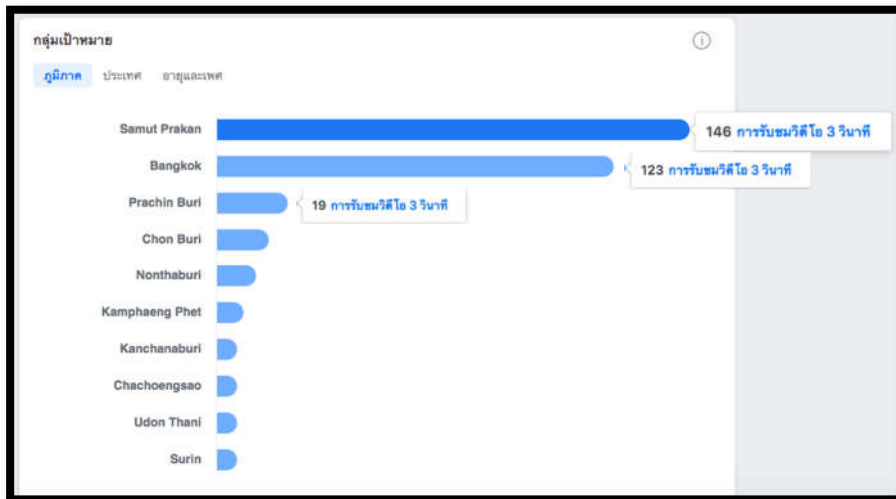 กลุ่มเป้าหมาย
ภูมิภาค ประเทศ อายุและเพศ
Samut Prakan
146 การรับชมวิดีโอ 3 วินาที
Bangkok
123 การรับชมวิดีโอ 3 วินาที
Prachin Buri
19 การรับชมวิดีโอ 3 วินาที
Chon Buri
Nonthaburi
Kamphaeng Phet
Kanchanaburi
Chachoengsao
Udon Thani
Surin